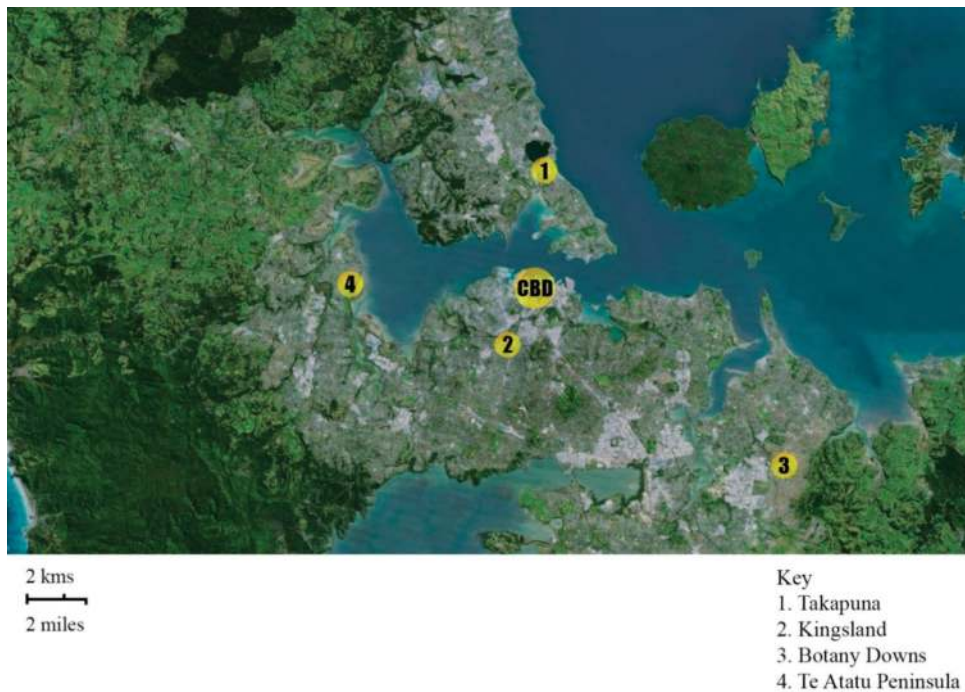 1
4
CBD
2
3
2 kms
2 miles
Key
1. Takapuna
2. Kingsland
3. Botany Downs
4. Te Atatu Peninsula